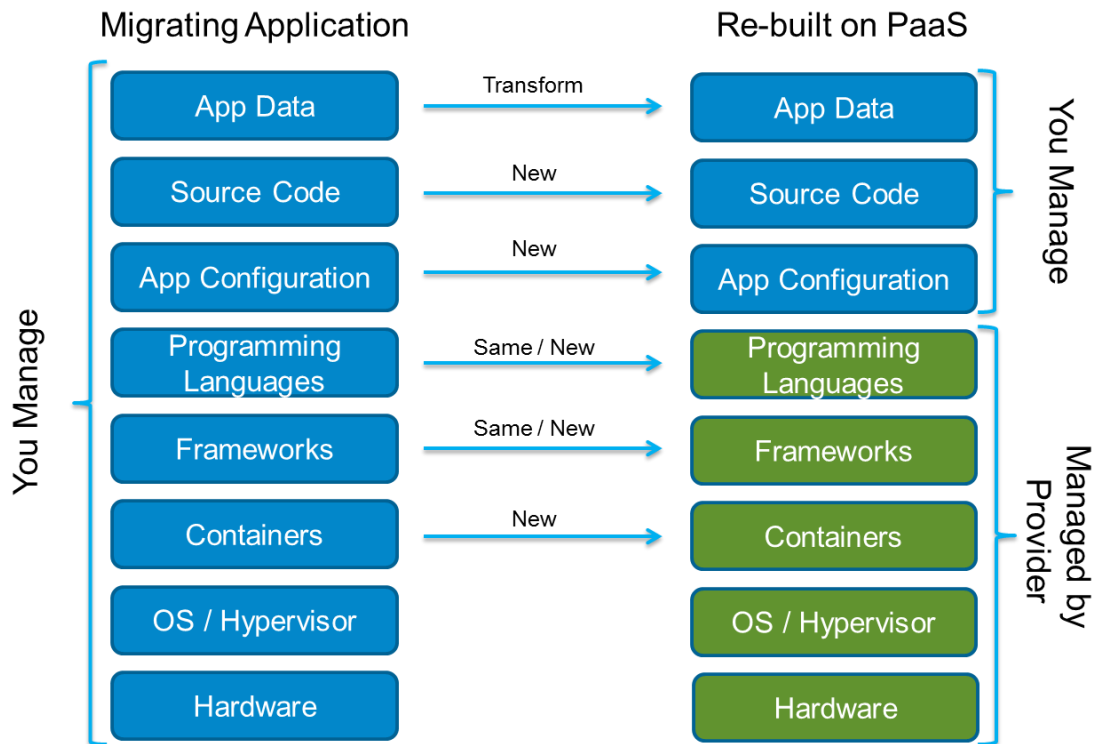 Migrating Application
Re-built on PaaS
You Manage
App Data
Transform
App Data
Source Code
New
Source Code
App Configuration
New
App Configuration
You Manage
Programming
Languages
Same / New
Programming
Languages
Frameworks
Same / New
Frameworks
Containers
New
Containers
OS / Hypervisor
OS / Hypervisor
Hardware
Hardware
Managed by
Provider